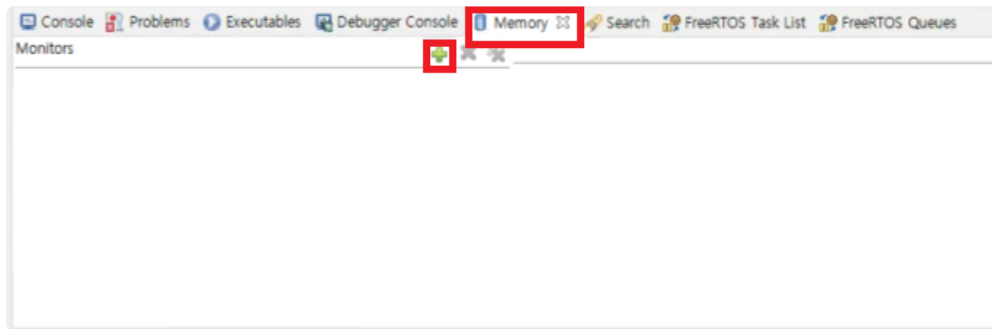 Console Problems Executables Debugger Console Memory Search FreeRTOS Task List FreeRTOS Queues
Monitors